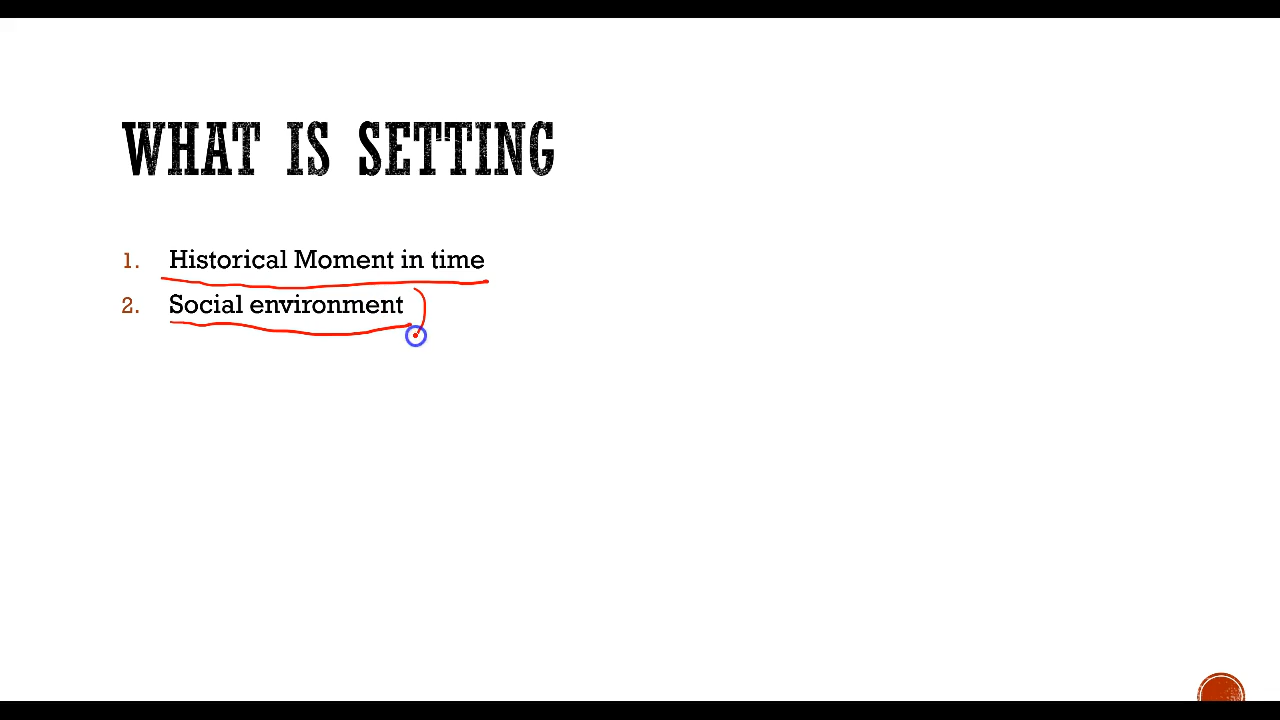 WHAT IS SETTING
1. Historical Moment in time
2. Social environment